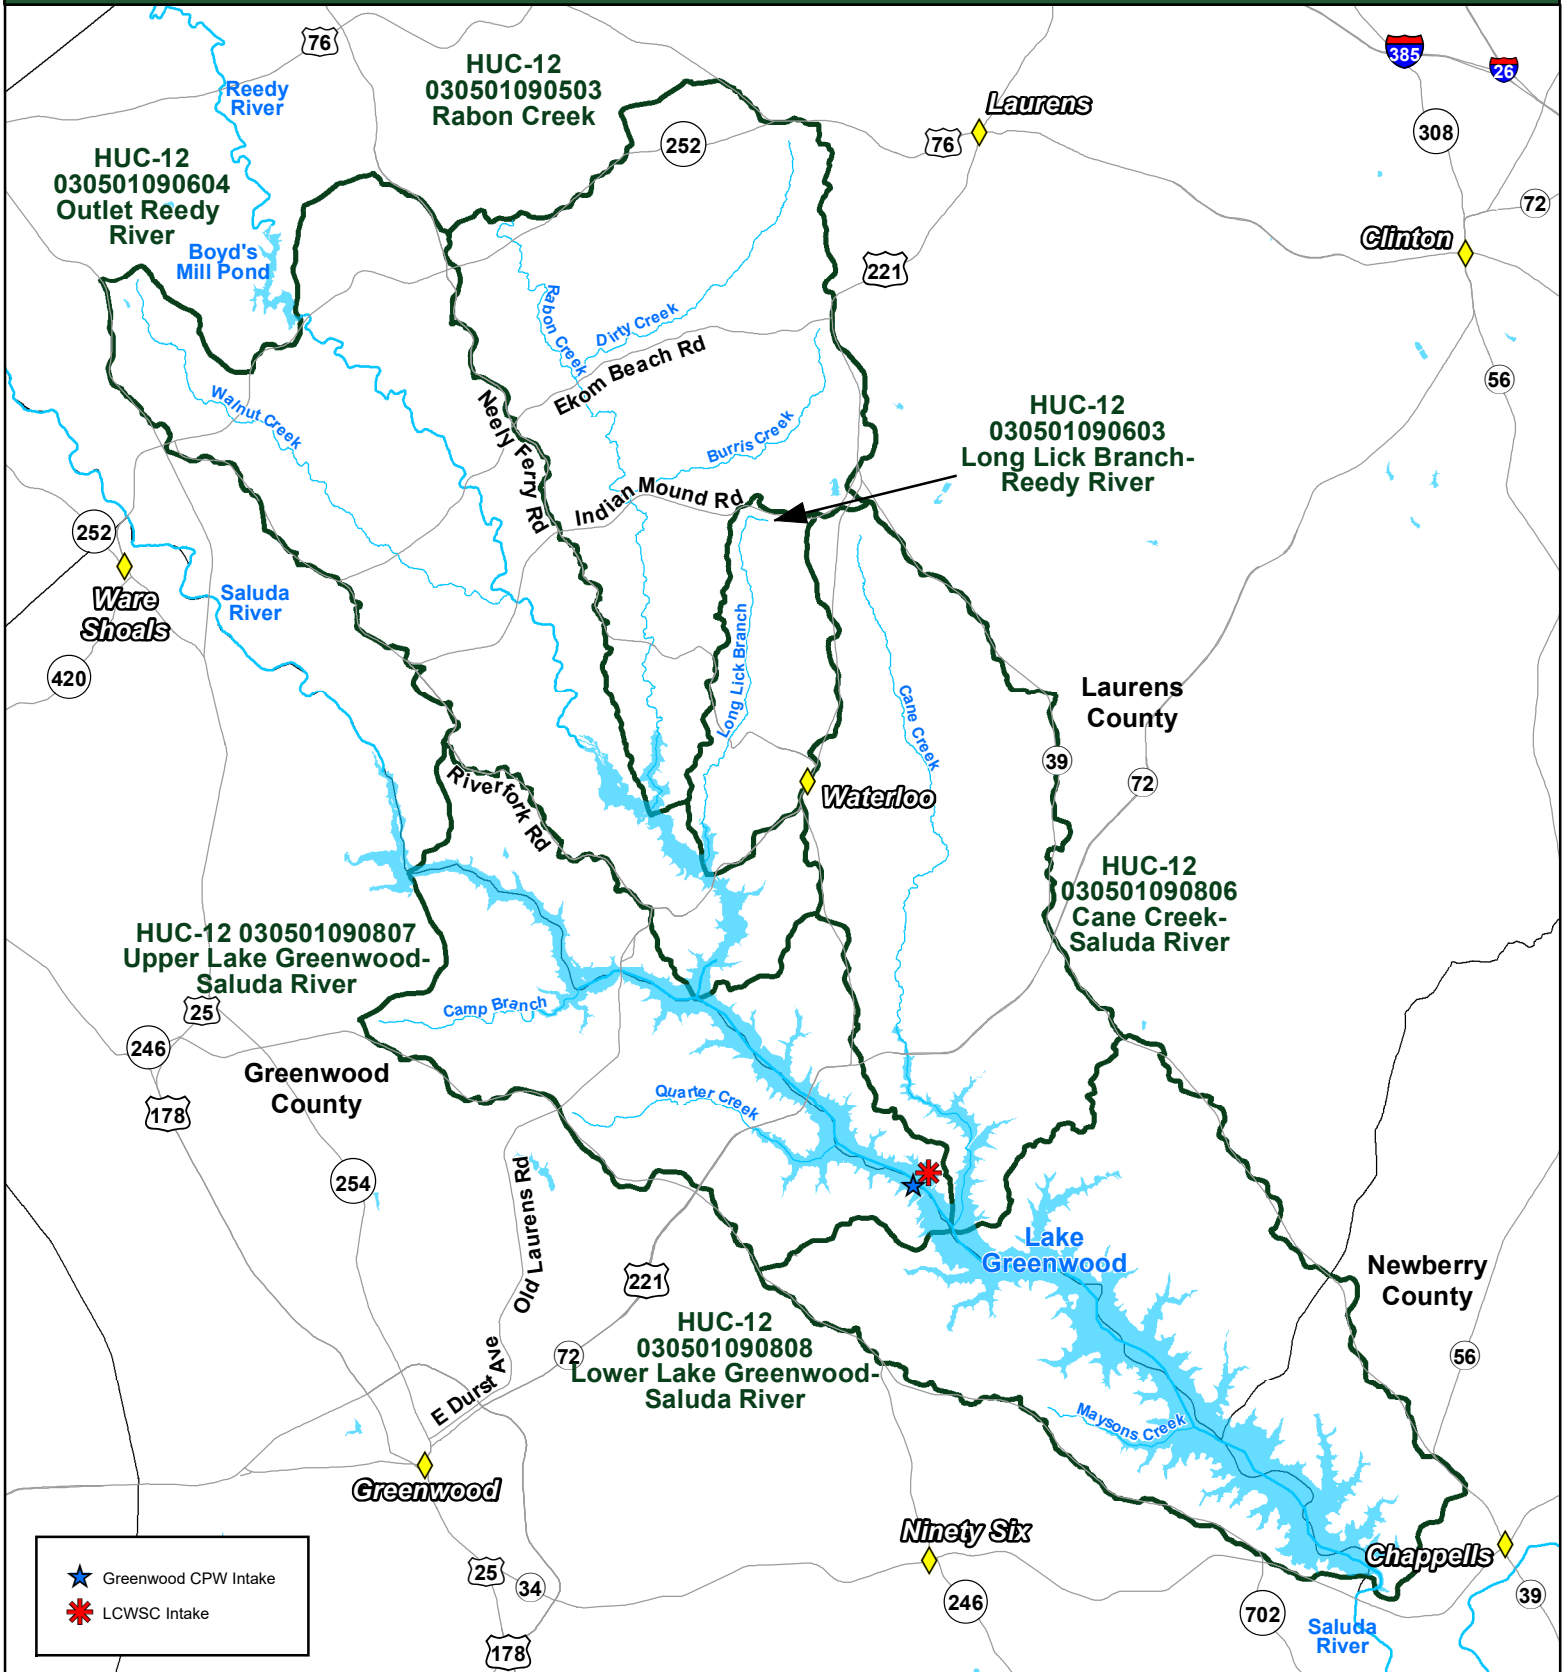 76
385
26
HUC-12
030501090503
Rabon Creek
Reedy
River
Laurens
252
76
308
HUC-12
030501090604
Outlet Reedy
River
72
Boyd's
Mill Pond
Clinton
221
Rabon Creek
Dirty Creek
Ekom Beach Rd
Walnut Creek
Neely Ferry Rd
56
Burris Creek
HUC-12
030501090603
Long Lick Branch-
Reedy River
Indian Mound Rd
252
Ware
Shoals
Saluda
River
420
Long Lick Branch
Cane Creek
Laurens
County
39
72
Riverfork Rd
Waterloo
HUC-12
030501090806
Cane Creek-
Saluda River
HUC-12 030501090807
Upper Lake Greenwood-
Saluda River
25
Camp Branch
246
Greenwood
County
178
Quarter Creek
254
Old Laurens Rd
Lake
Greenwood
221
Newberry
County
HUC-12
030501090808
Lower Lake Greenwood-
Saluda River
72
E Durst Ave
56
Maysons Creek
Greenwood
Ninety Six
Chappells
Greenwood CPW Intake
LCWSC Intake
25
34
246
702
39
Saluda
River
178